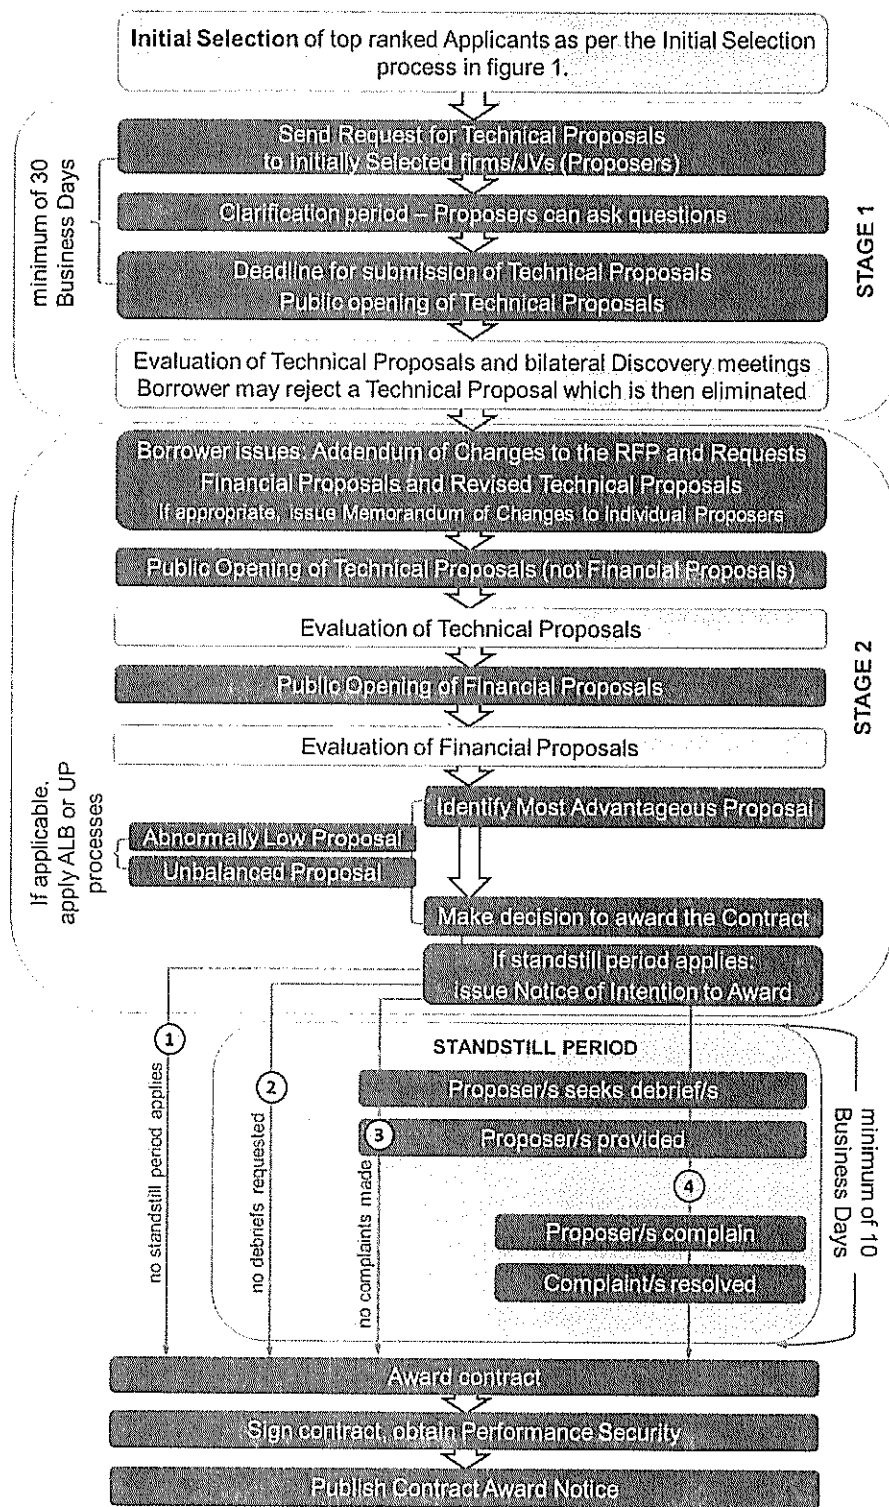 Initial Selection of top ranked Applicants as per the Initial Selection
process in figure 1.
Send Request for Technical Proposals
to Initially Selected firms/JVs (Proposers)
minimum of 30
Business Days
Clarification period – Proposers can ask questions
STAGE 1
Deadline for submission of Technical Proposals
Public opening of Technical Proposals
Evaluation of Technical Proposals and bilateral Discovery meetings
Borrower may reject a Technical Proposal which is then eliminated
Borrower issues: Addendum of Changes to the RFP and Requests
Financial Proposals and Revised Technical Proposals
If appropriate, issue Memorandum of Changes to Individual Proposers
Public Opening of Technical Proposals (not Financial Proposals)
Evaluation of Technical Proposals
STAGE 2
Public Opening of Financial Proposals
Evaluation of Financial Proposals
Identify Most Advantageous Proposal
If applicable,
apply ALB or UP
processes
Abnormally Low Proposal
Unbalanced Proposal
Make decision to award the Contract
If standstill period applies:
issue Notice of Intention to Award
1
no standstill period applies
2
no debriefs requested
STANDSTILL PERIOD
Proposer/s seeks debrief/s
3
no complaints made
Proposer/s provided
4
Proposer/s complain
Complaint/s resolved
minimum of 10
Business Days
Award contract
Sign contract, obtain Performance Security
Publish Contract Award Notice